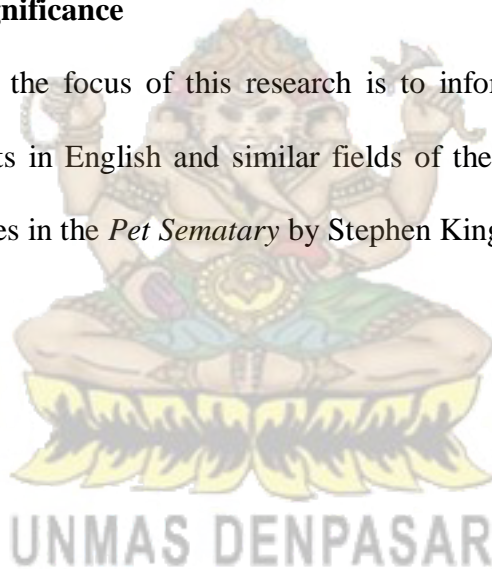 gnificance
the focus of this research is to infor
ts in English and similar fields of the
es in the Pet Sematary by Stephen King
UNMAS DENPASAR